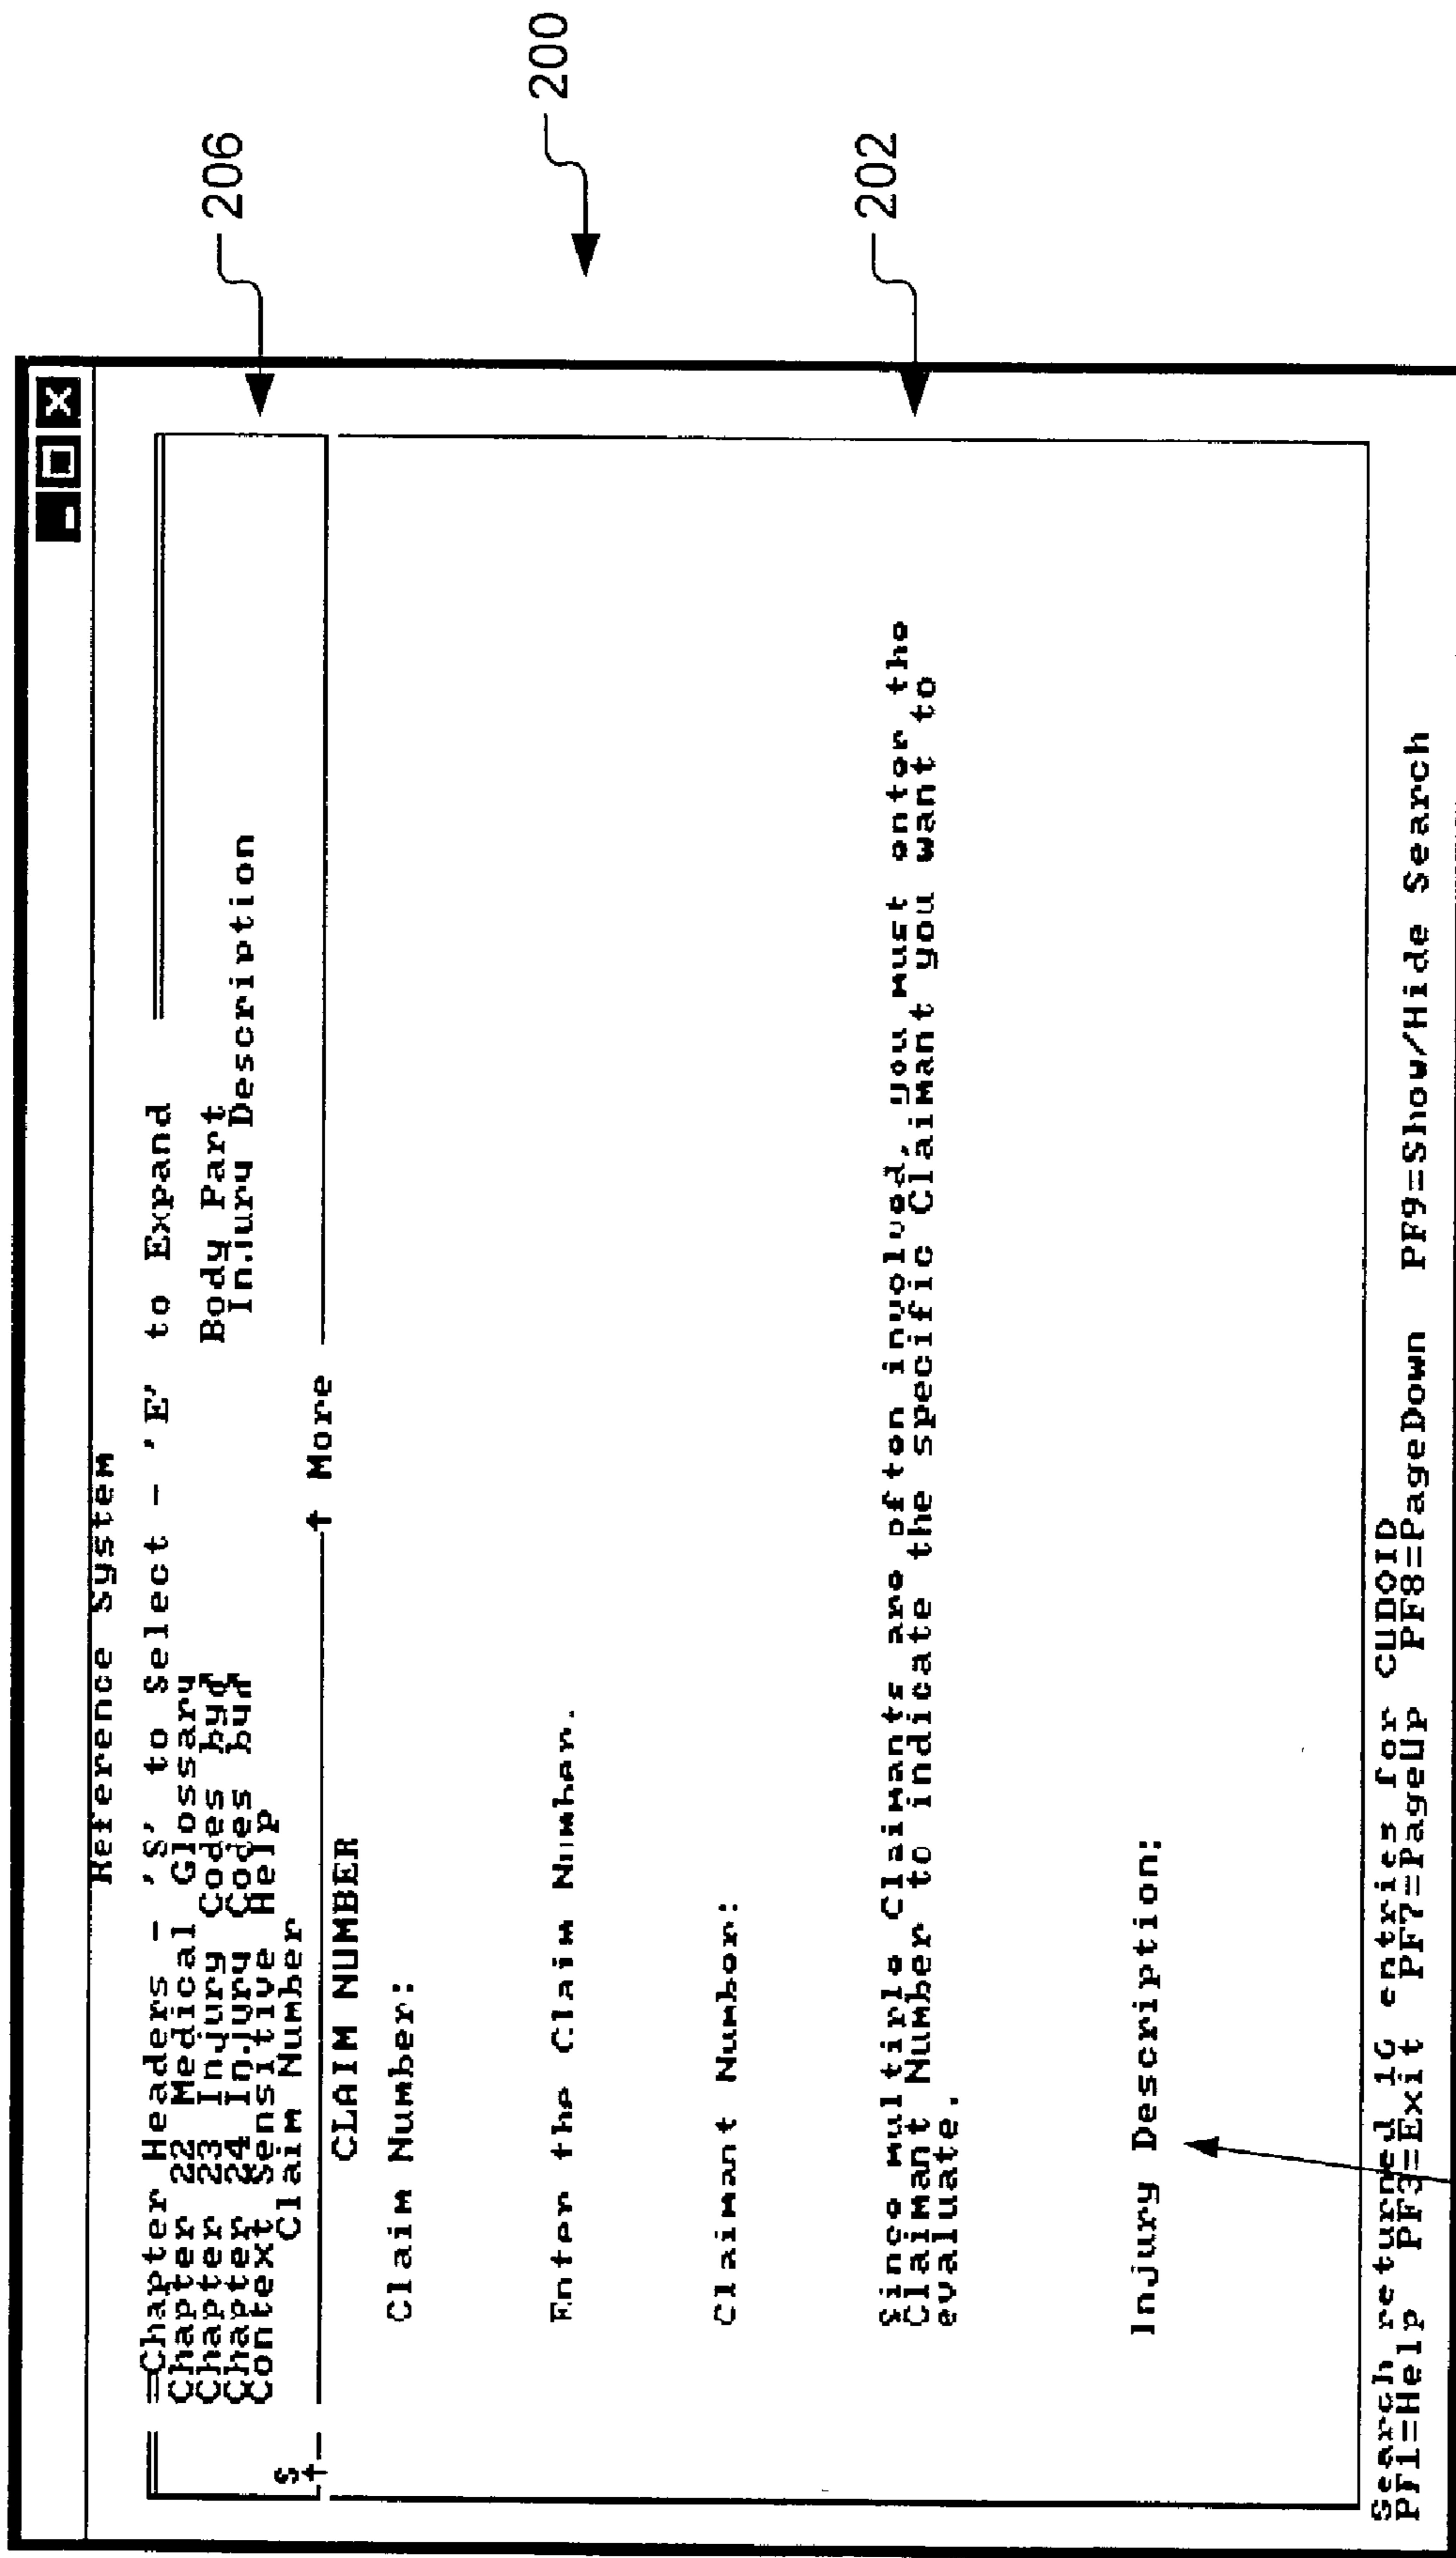 Reference System
Chapter Headers - 'S' to Select - 'E' to Expand
Chapter 22 Medical Glossary
Chapter 23 Injury Codes by
Chapter 24 Injury Codes by
Context Sensitive Help
S Claim Number
Body Part
Injury Description
↑ More
CLAIM NUMBER
Claim Number:
Enter the Claim Number.
Claimant Number:
Since multiple Claimants are often involved, you must enter the
Claimant Number to indicate the specific Claimant you want to
evaluate.
Injury Description:
Search returned entries for
PF1=Help PF3=Exit PF7=PageUp PF8=PageDown PF9=Show/Hide Search
206
200
202